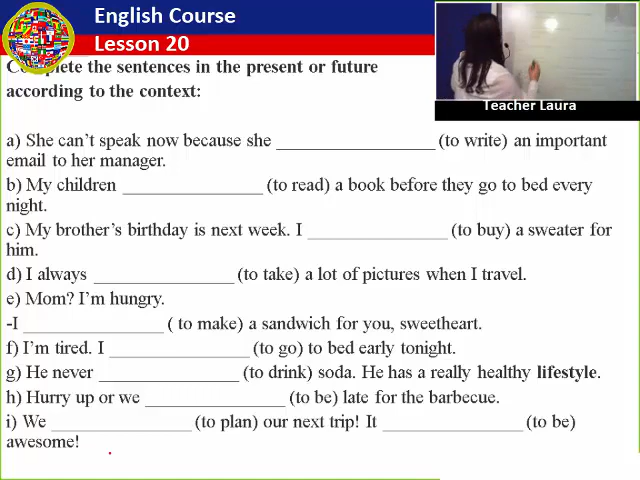 English Course
Lesson 20
Complete the sentences in the present or future
according to the context:
Teacher Laura
a) She can't speak now because she _________________ (to write) an important
email to her manager.
b) My children _______________ (to read) a book before they go to bed every
night.
c) My brother's birthday is next week. I _______________ (to buy) a sweater for
him.
d) I always _______________ (to take) a lot of pictures when I travel.
e) Mom? I'm hungry.
-I _______________ ( to make) a sandwich for you, sweetheart.
f) I'm tired. I _______________ (to go) to bed early tonight.
g) He never _______________ (to drink) soda. He has a really healthy lifestyle.
h) Hurry up or we _______________ (to be) late for the barbecue.
i) We _______________ (to plan) our next trip! It _______________ (to be)
awesome!